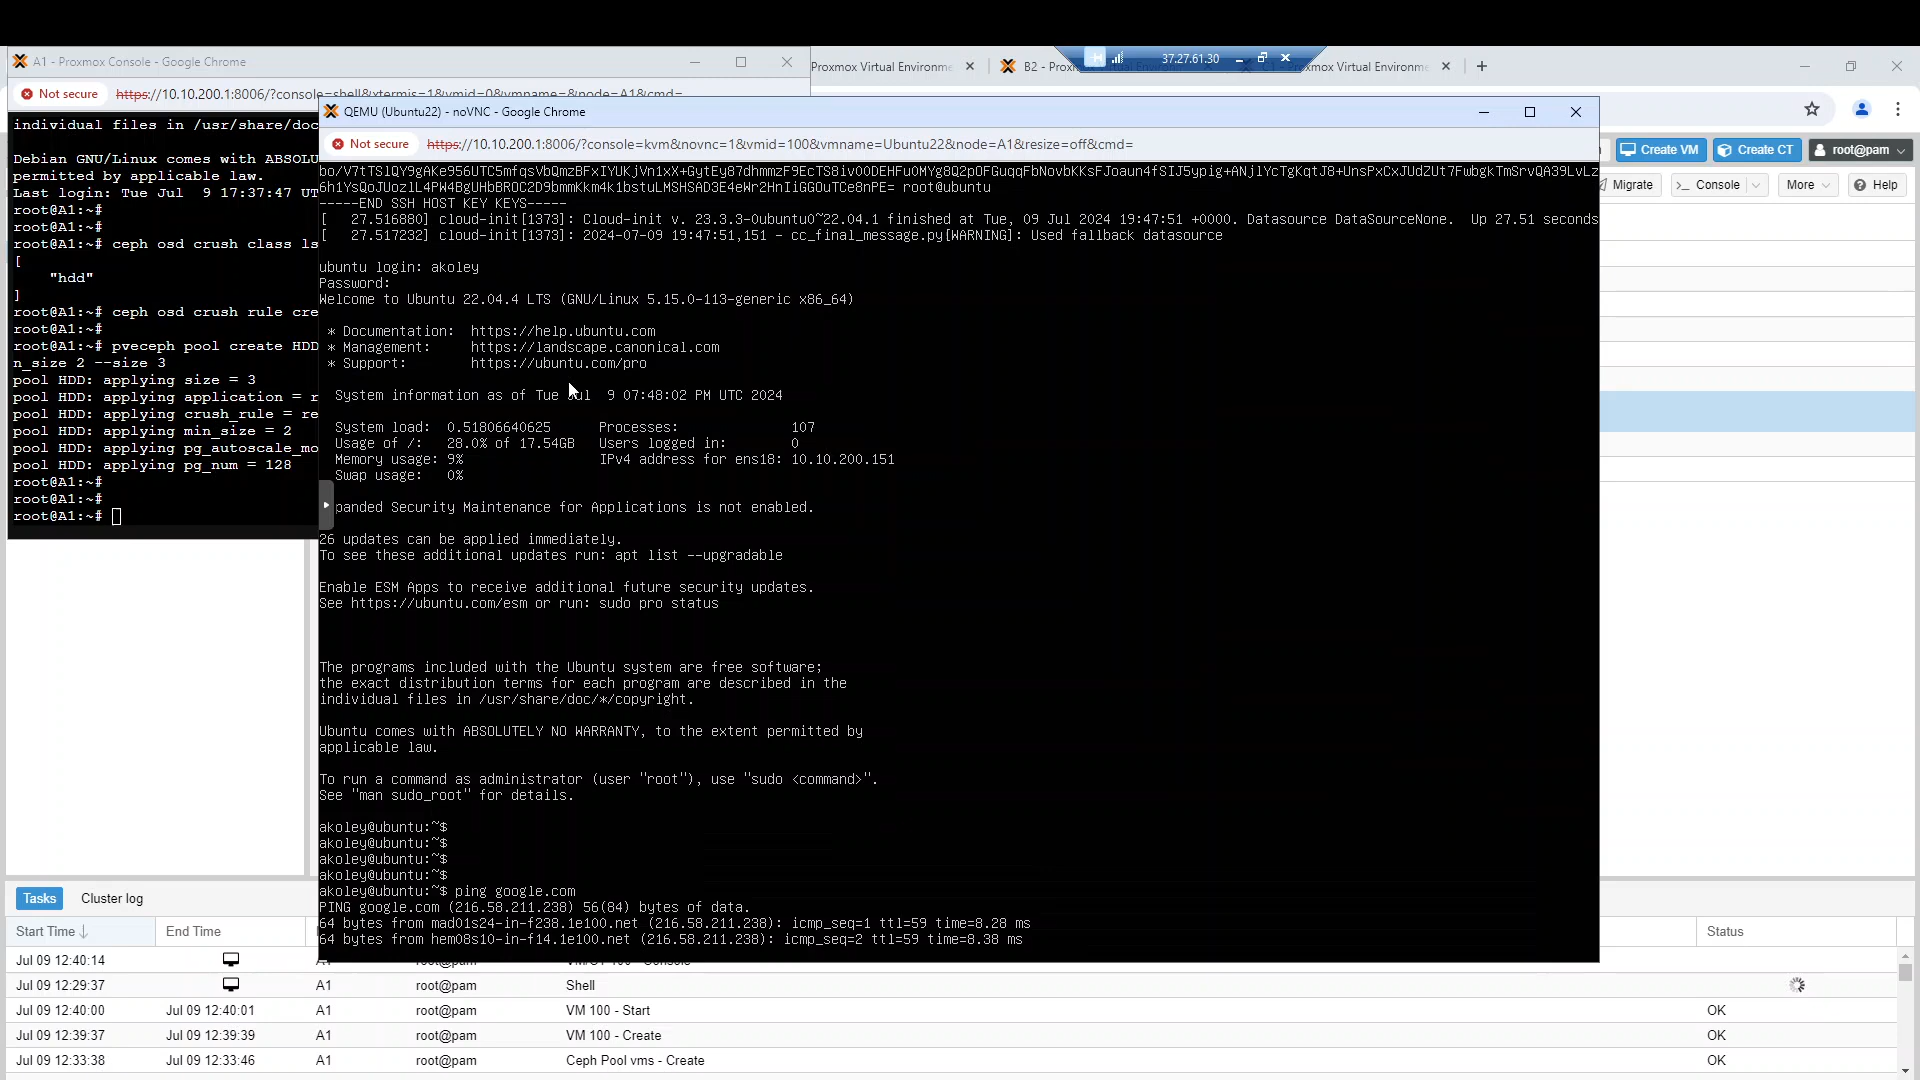 A1 - Proxmox Console - Google Chrome
Not secure
https://10.10.200.1:8006/?console=shell&xtermjs=1&vmid=0&vmname=&node=A1&cmd=
Proxmox Virtual Environme
B2 - Prox
37.27.61.30
Proxmox Virtual Environme
individual files in /usr/share/doc
Debian GNU/Linux comes with ABSOLU
permitted by applicable law.
Last login: Tue Jul  9 17:37:47 UT
root@A1:~#
root@A1:~#
root@A1:~# ceph osd crush class ls
[
"hdd"
]
root@A1:~# ceph osd crush rule cre
root@A1:~#
root@A1:~# pveceph pool create HDD
n_size 2 --size 3
pool HDD: applying size = 3
pool HDD: applying application = r
pool HDD: applying crush_rule = re
pool HDD: applying min_size = 2
pool HDD: applying pg_autoscale_mo
pool HDD: applying pg_num = 128
root@A1:~#
root@A1:~#
root@A1:~#
QEMU (Ubuntu22) - noVNC - Google Chrome
Not secure
https://10.10.200.1:8006/?console=kvm&novnc=1&vmid=100&vmname=Ubuntu22&node=A1&resize=off&cmd=
-----END SSH HOST KEY KEYS-----
[   27.516880] cloud-init[1373]: Cloud-init v. 23.3.3-0ubuntu0~22.04.1 finished at Tue, 09 Jul 2024 19:47:51 +0000. Datasource DataSourceNone.  Up 27.51 seconds
[   27.517232] cloud-init[1373]: 2024-07-09 19:47:51,151 - cc_final_message.py[WARNING]: Used fallback datasource
ubuntu login: akoley
Password:
Welcome to Ubuntu 22.04.4 LTS (GNU/Linux 5.15.0-113-generic x86_64)
* Documentation:  https://help.ubuntu.com
* Management:     https://landscape.canonical.com
* Support:        https://ubuntu.com/pro
System information as of Tue Jul  9 07:48:02 PM UTC 2024
System load:  0.51806640625      Processes:             107
Usage of /:   28.0% of 17.54GB   Users logged in:       0
Memory usage: 9%                 IPv4 address for ens18: 10.10.200.151
Swap usage:   0%
panded Security Maintenance for Applications is not enabled.
26 updates can be applied immediately.
To see these additional updates run: apt list --upgradable
Enable ESM Apps to receive additional future security updates.
See https://ubuntu.com/esm or run: sudo pro status
The programs included with the Ubuntu system are free software;
the exact distribution terms for each program are described in the
individual files in /usr/share/doc/*/copyright.
Ubuntu comes with ABSOLUTELY NO WARRANTY, to the extent permitted by
applicable law.
To run a command as administrator (user "root"), use "sudo <command>".
See "man sudo_root" for details.
akoley@ubuntu:~$
akoley@ubuntu:~$
akoley@ubuntu:~$
akoley@ubuntu:~$
akoley@ubuntu:~$ ping google.com
PING google.com (216.58.211.238) 56(84) bytes of data.
64 bytes from mad01s24-in-f238.1e100.net (216.58.211.238): icmp_seq=1 ttl=59 time=8.28 ms
64 bytes from hem08s10-in-f14.1e100.net (216.58.211.238): icmp_seq=2 ttl=59 time=8.38 ms
Create VM
Create CT
root@pam
Migrate
Console
More
Help
Tasks
Cluster log
Start Time
End Time
Status
Jul 09 12:40:14 A1 root@pam VM/CT 100 - Console
Jul 09 12:29:37 A1 root@pam Shell
Jul 09 12:40:00 Jul 09 12:40:01 A1 root@pam VM 100 - Start OK
Jul 09 12:39:37 Jul 09 12:39:39 A1 root@pam VM 100 - Create OK
Jul 09 12:33:38 Jul 09 12:33:46 A1 root@pam Ceph Pool vms - Create OK